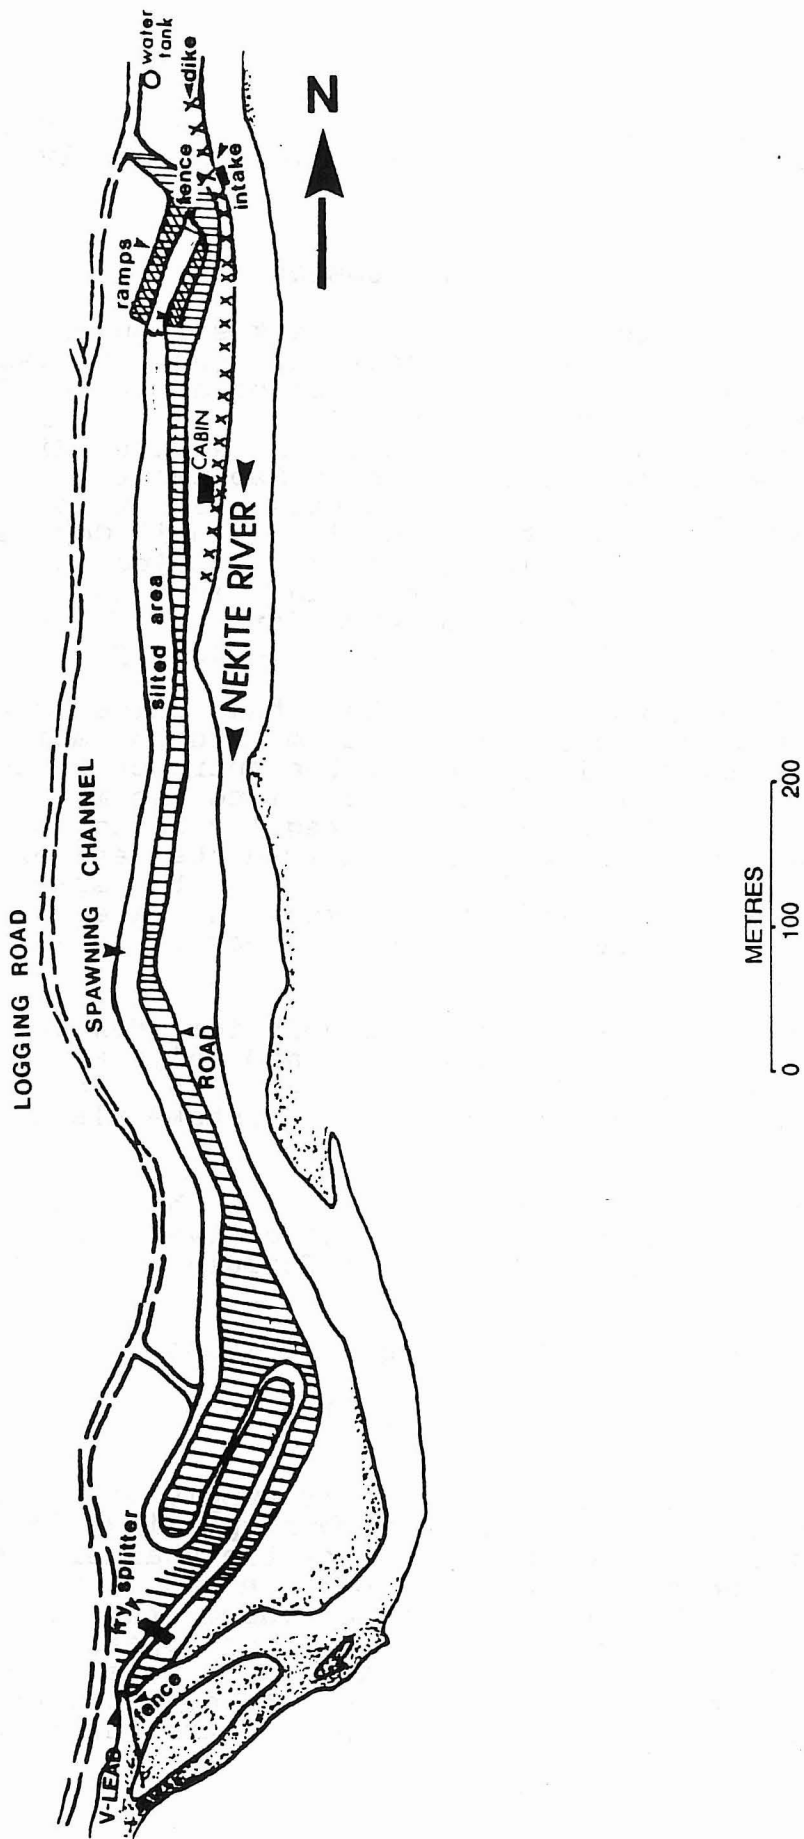 water
tank
dike
fence
intake
N
ramps
CABIN
NEKITE RIVER
silted area
SPAWNING CHANNEL
LOGGING ROAD
ROAD
fry splitter
fence
V-LEAD
METRES
0 100 200